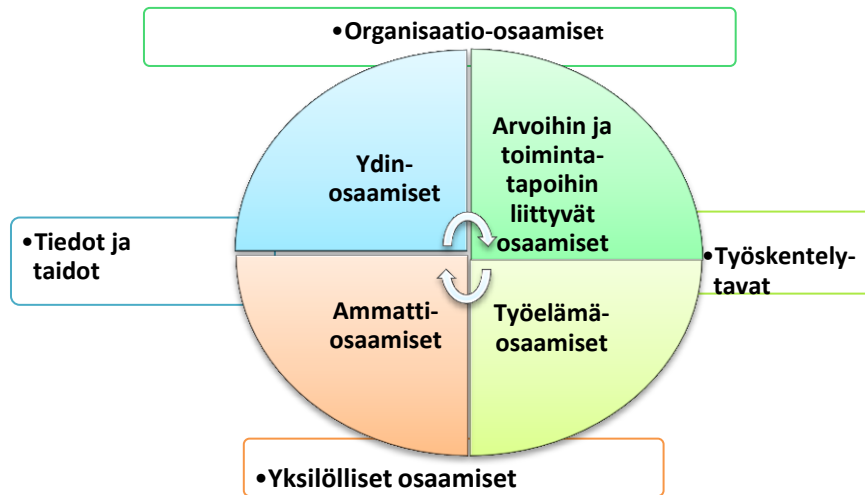 •Organisaatio-osaamiset
Ydin-
osaamiset
Arvoihin ja
toiminta-
tapoihin
liittyvät
osaamiset
•Tiedot ja
taidot
•Työskentely-
tavat
Ammatti-
osaamiset
Työelämä-
osaamiset
•Yksilölliset osaamiset